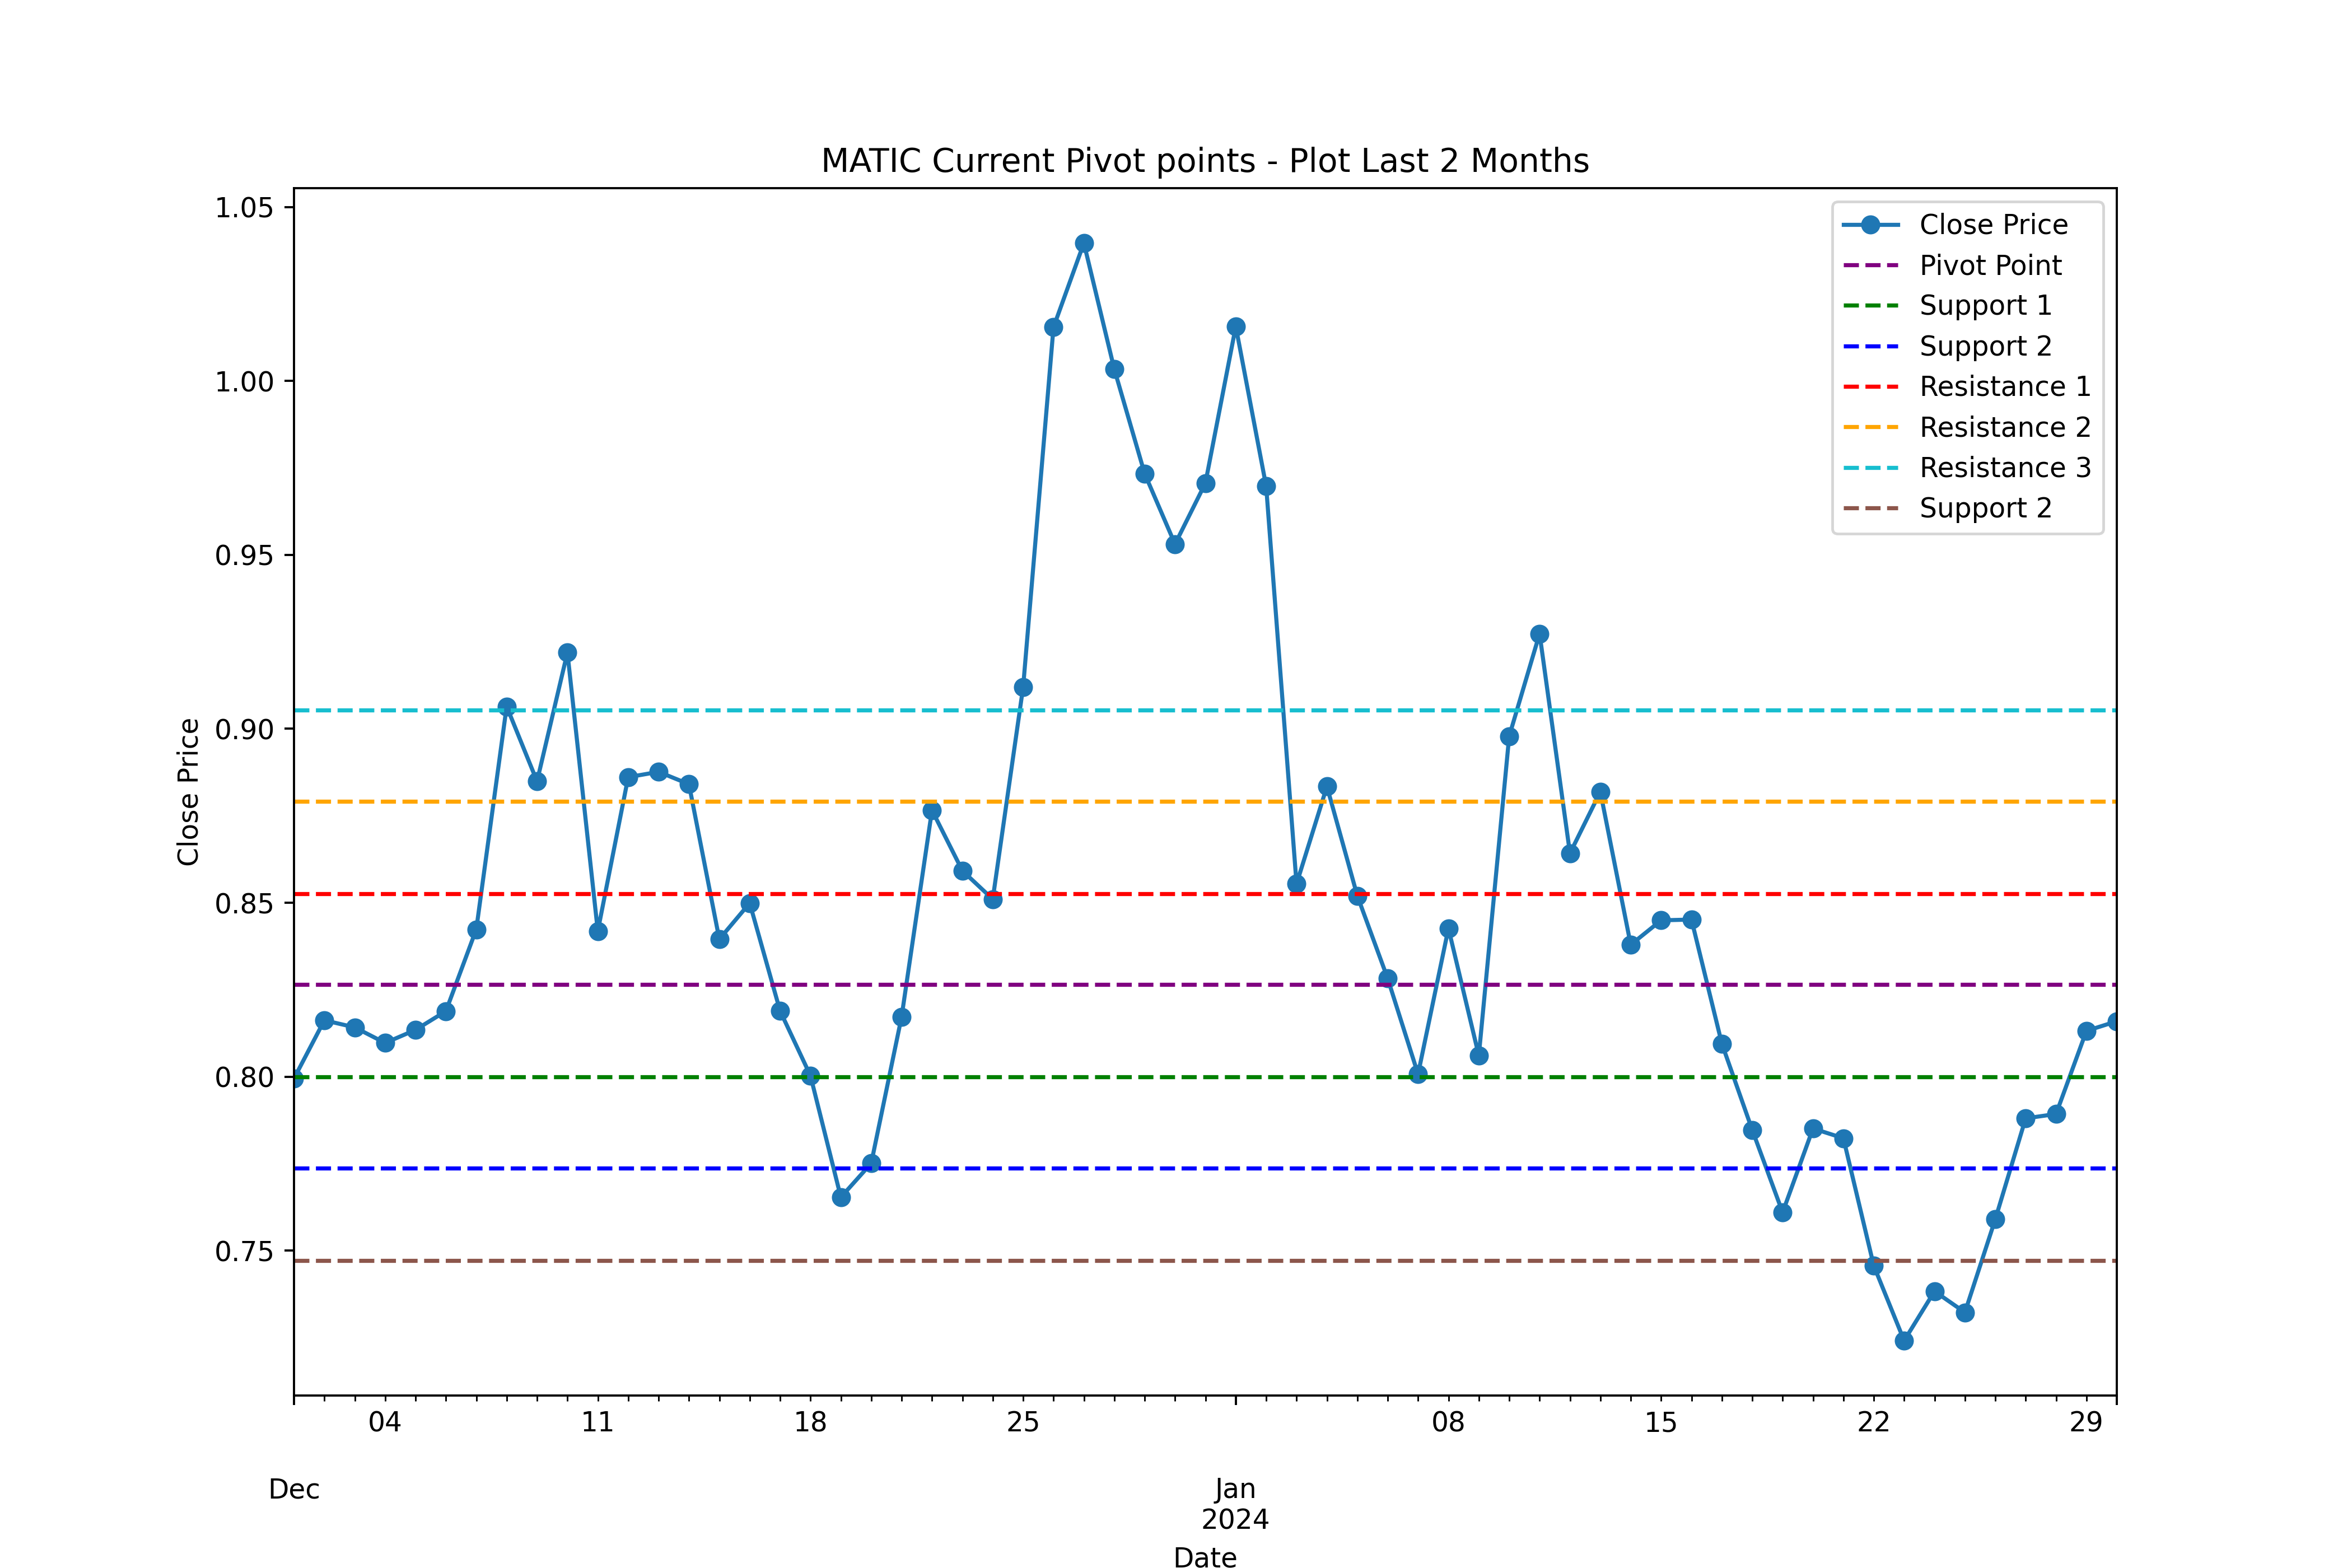 MATIC Current Pivot points - Plot Last 2 Months
1.05
1.00
0.95
0.90
0.85
0.80
0.75
Close Price
Close Price
Pivot Point
Support 1
Support 2
Resistance 1
Resistance 2
Resistance 3
Support 2
04 11 18 25 08 15 22 29
Dec Jan
2024
Date